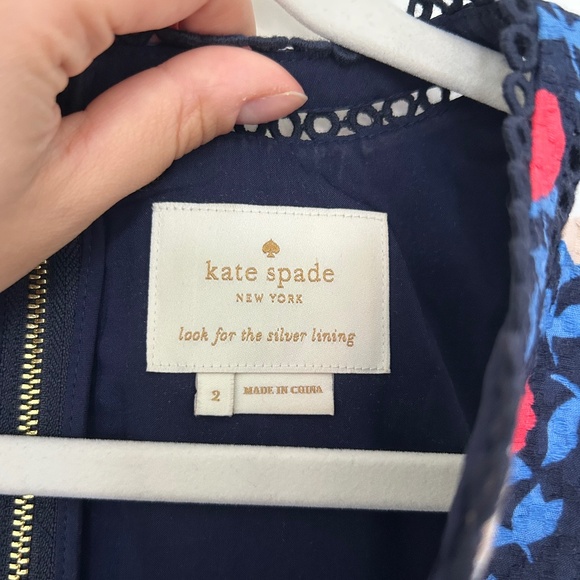 kate spade
NEW YORK
look for the silver lining
2
MADE IN CHINA